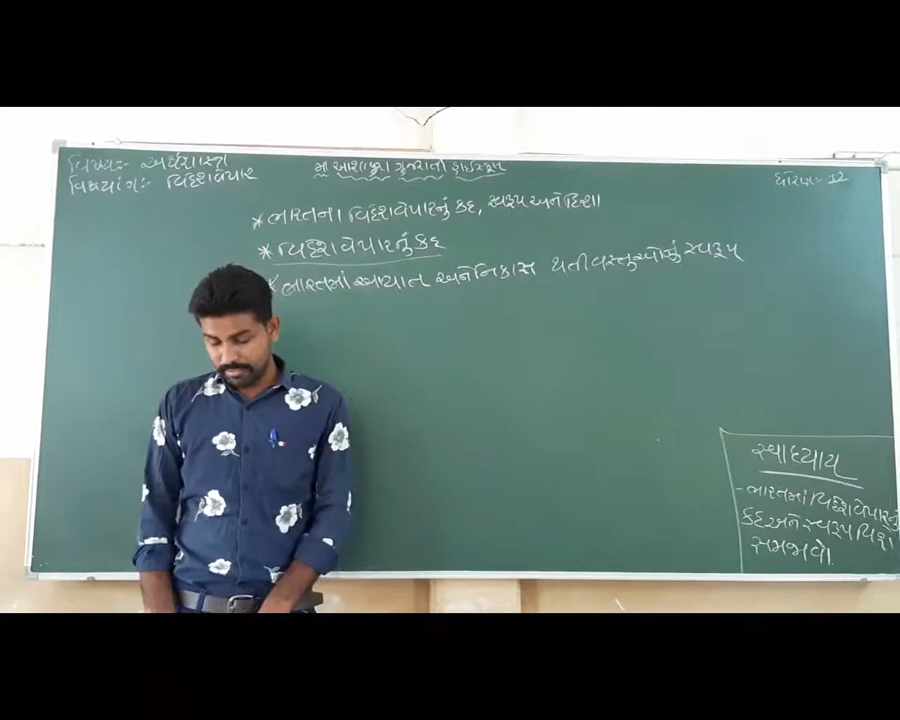 વિષય:- અર્થશાસ્ત્ર
વિષયાંગ:- વિદેશવેપાર
માઁ આશાપુરા ગુજરાતી હાઈસ્કૂલ
ધોરણ:- 12
* ભારતના વિદેશવેપારનું કદ, સ્વરૂપ અને દિશા
* વિદેશવેપારનું કદ
* ભારતમાં આયાત અને નિકાસ થતી વસ્તુઓનું સ્વરૂપ
સ્વાધ્યાય
- ભારતમાં વિદેશવેપારનું
કદ અને સ્વરૂપ વિશે
સમજાવો.